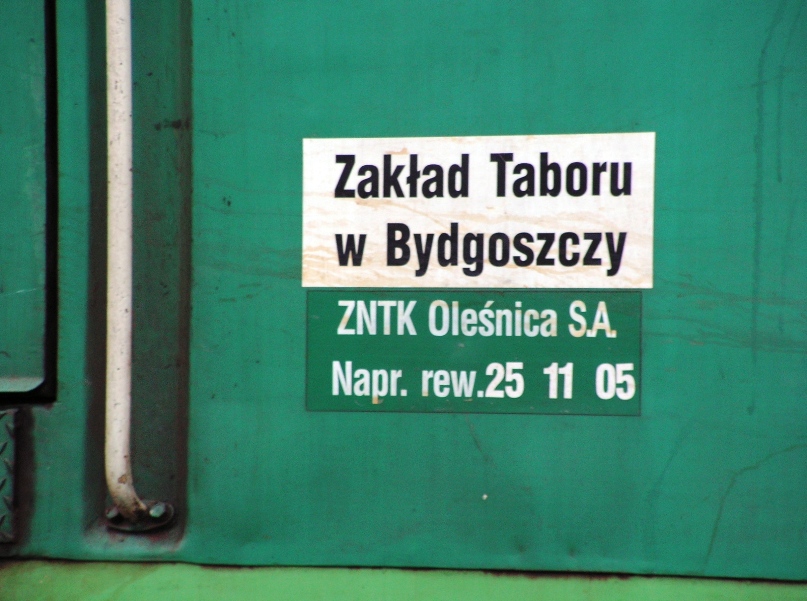 Zakład Taboru
w Bydgoszczy
ZNTK Oleśnica S.A.
Napr. rew.25 11 05